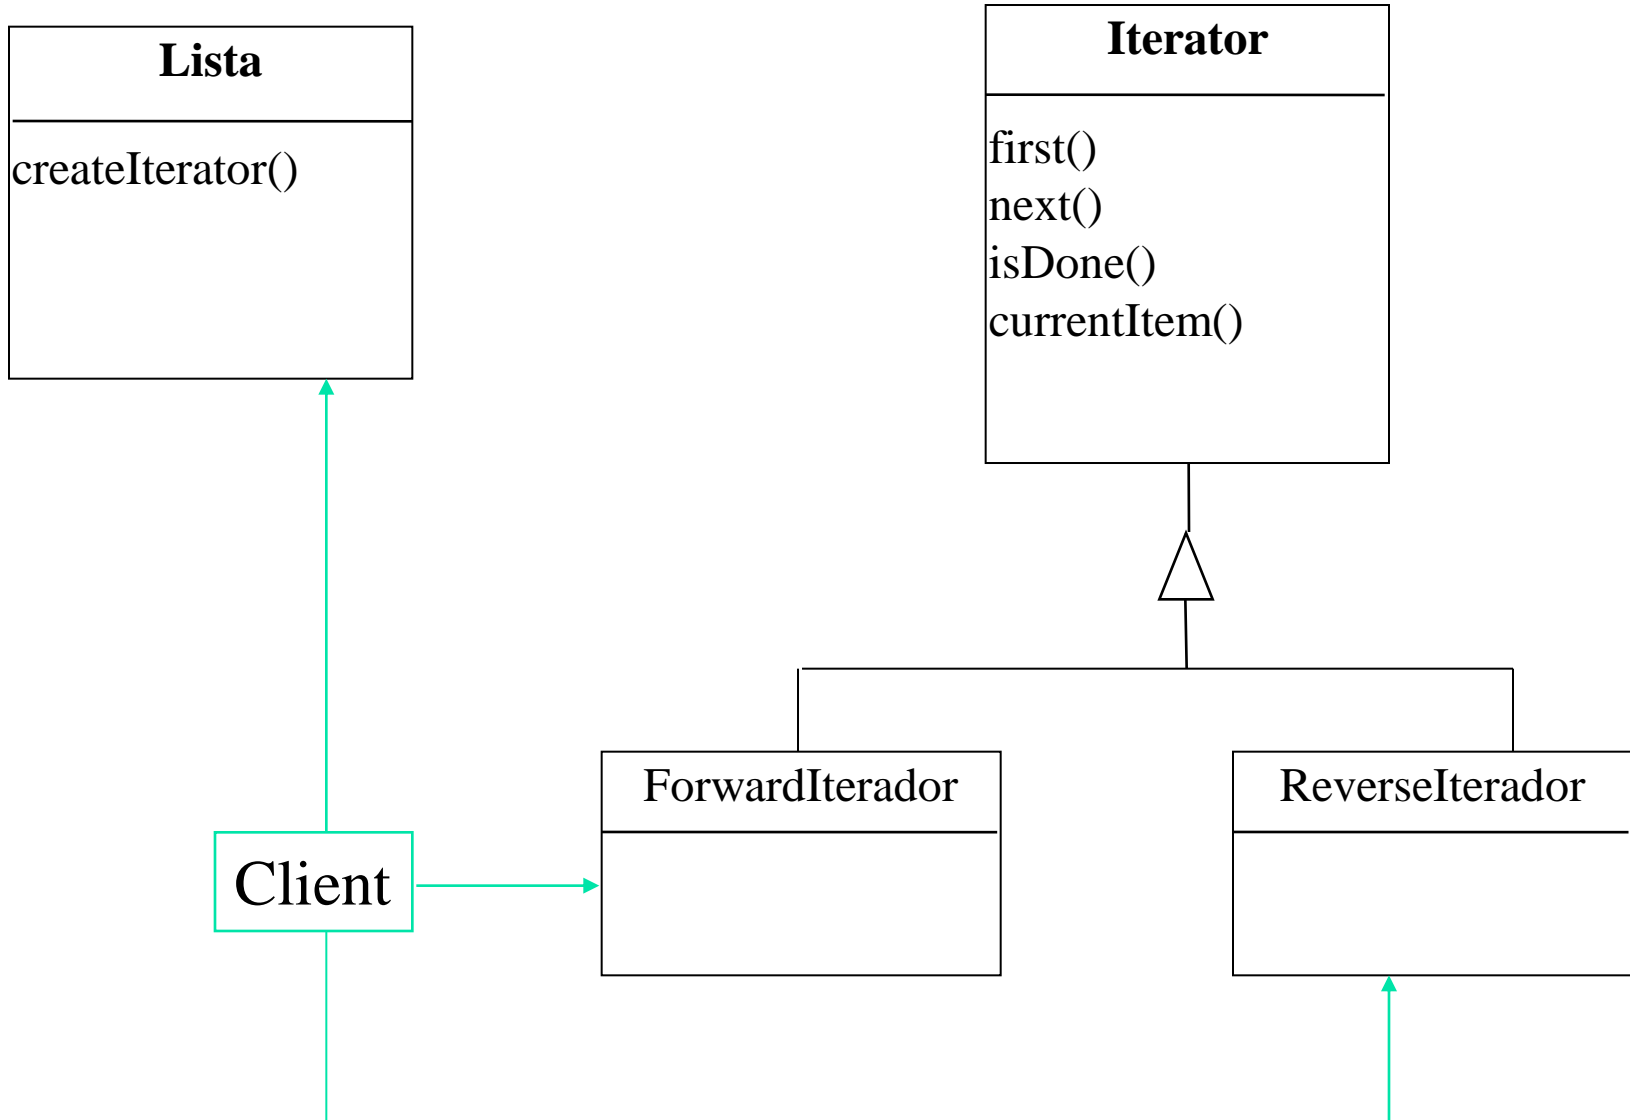 Lista
createIterator()
Iterator
first()
next()
isDone()
currentItem()
ForwardIterador
ReverseIterador
Client